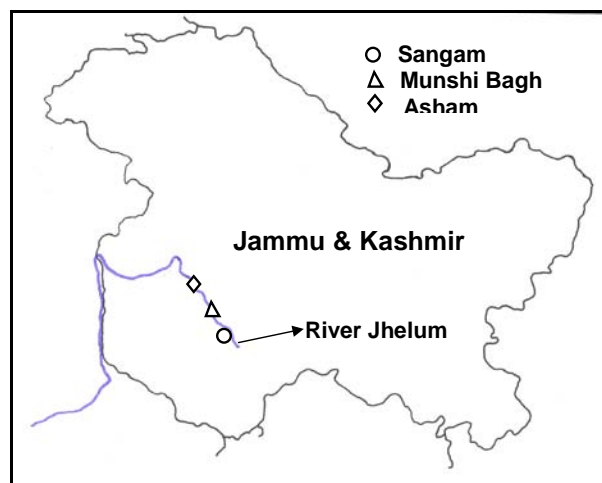 Sangam
Munshi Bagh
Asham
Jammu & Kashmir
River Jhelum